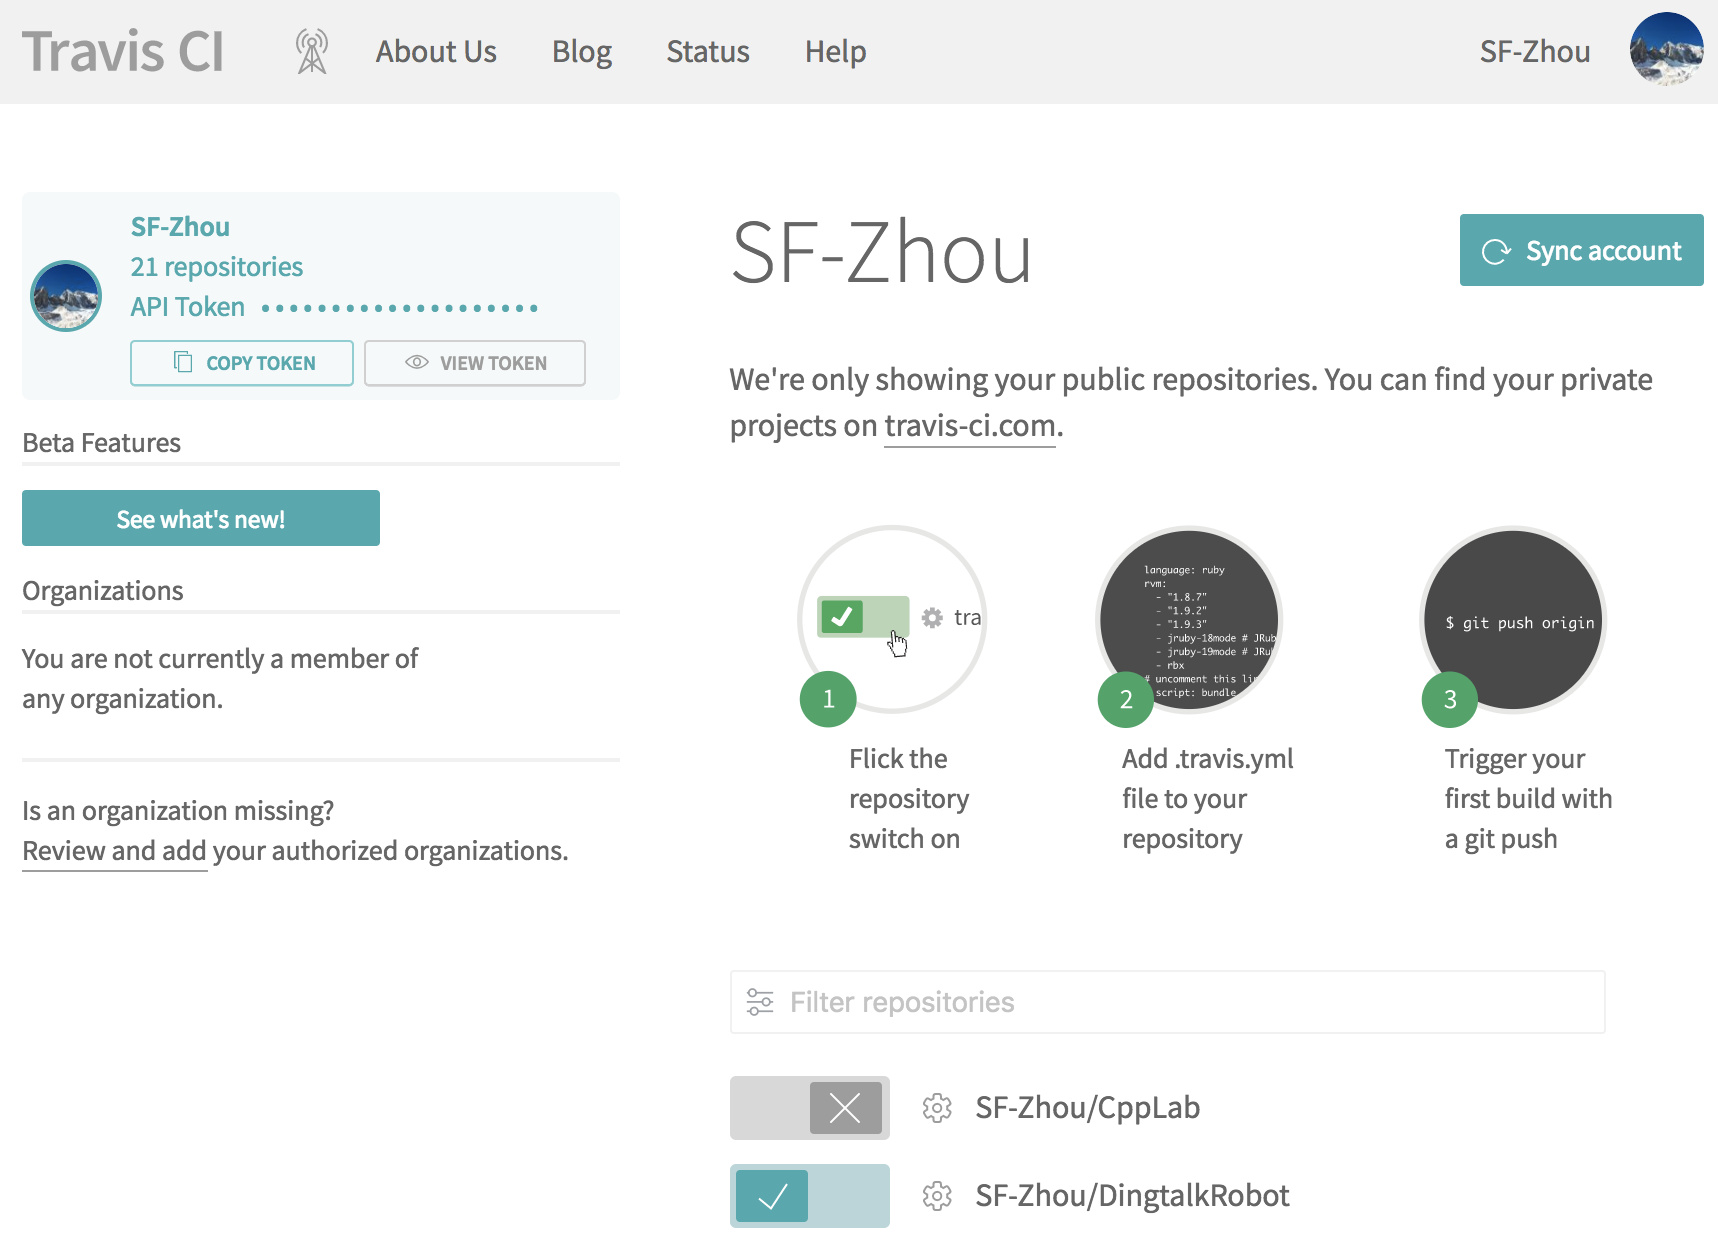 Travis CI
About Us
Blog
Status
Help
SF-Zhou
SF-Zhou
21 repositories
API Token
COPY TOKEN
VIEW TOKEN
Beta Features
See what's new!
Organizations
You are not currently a member of
any organization.
Is an organization missing?
Review and add your authorized organizations.
SF-Zhou
Sync account
We're only showing your public repositories. You can find your private
projects on travis-ci.com.
tra
1
Flick the
repository
switch on
language: ruby
rvm:
- "1.8.7"
- "1.9.2"
- "1.9.3"
- jruby-18mode # JRub
- jruby-19mode # JRu
- rbx
# uncomment this li
script: bundle
2
Add .travis.yml
file to your
repository
$ git push origin
3
Trigger your
first build with
a git push
Filter repositories
SF-Zhou/CppLab
SF-Zhou/DingtalkRobot